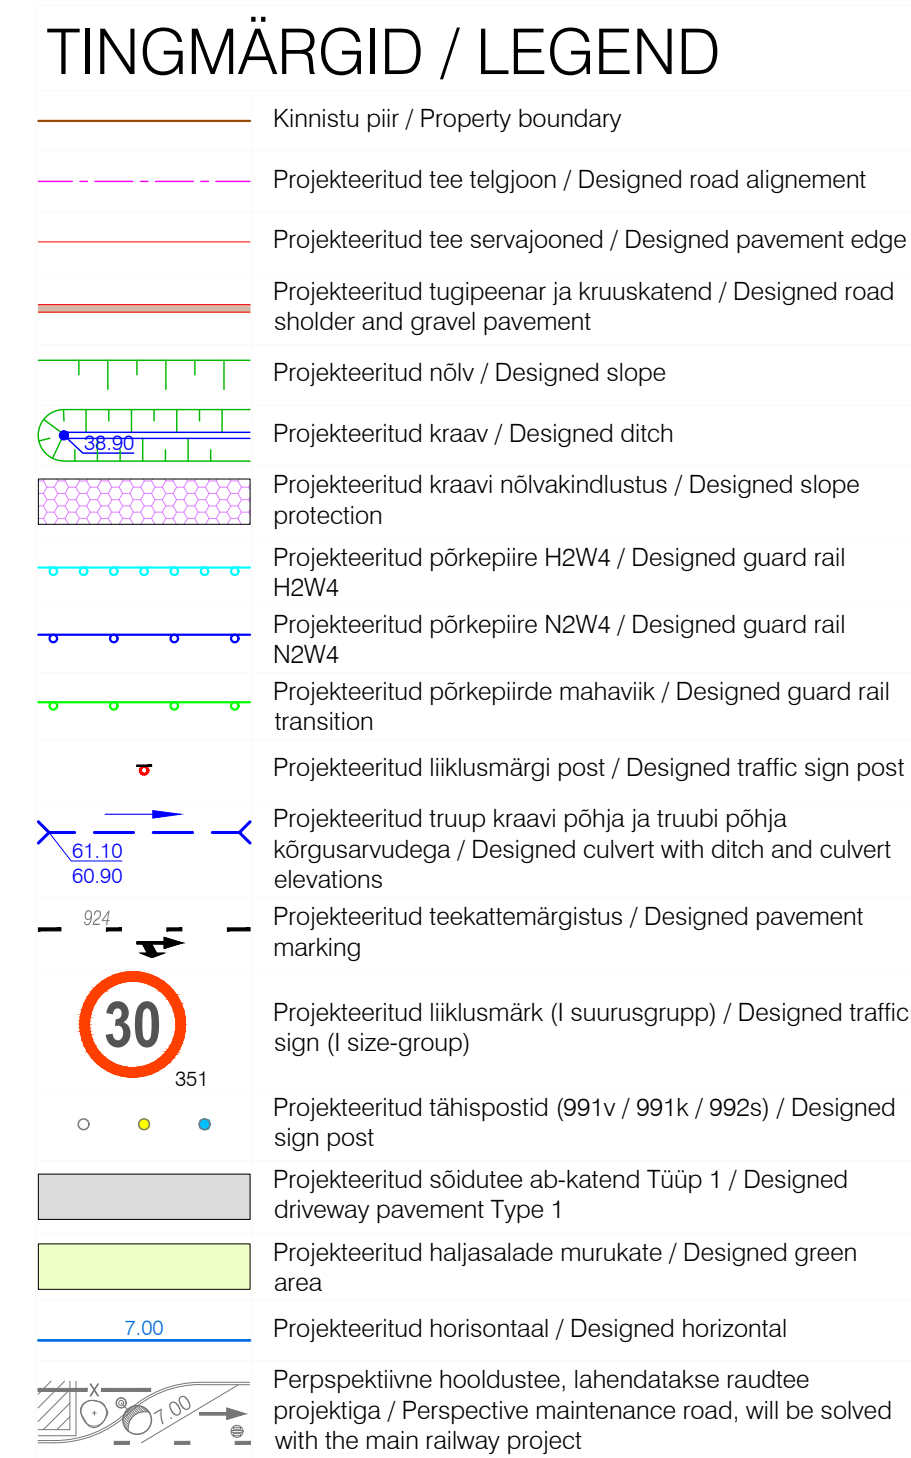 TINGMÄRGID / LEGEND
Kinnistu piir / Property boundary
Projekteeritud tee telgjoon / Designed road alignement
Projekteeritud tee servajooned / Designed pavement edge
Projekteeritud tugipeenar ja kruuskatend / Designed road
sholder and gravel pavement
Projekteeritud nõlv / Designed slope
38.90
Projekteeritud kraav / Designed ditch
Projekteeritud kraavi nõlvakindlustus / Designed slope
protection
Projekteeritud põrkepiire H2W4 / Designed guard rail
H2W4
Projekteeritud põrkepiire N2W4 / Designed guard rail
N2W4
Projekteeritud põrkepiirde mahaviik / Designed guard rail
transition
Projekteeritud liiklusmärgi post / Designed traffic sign post
61.10
60.90
Projekteeritud truup kraavi põhja ja truubi põhja
kõrgusarvudega / Designed culvert with ditch and culvert
elevations
924
Projekteeritud teekattemärgistus / Designed pavement
marking
30
351
Projekteeritud liiklusmärk (I suurusgrupp) / Designed traffic
sign (I size-group)
Projekteeritud tähispostid (991v / 991k / 992s) / Designed
sign post
Projekteeritud sõidutee ab-katend Tüüp 1 / Designed
driveway pavement Type 1
Projekteeritud haljasalade murukate / Designed green
area
7.00
Projekteeritud horisontaal / Designed horizontal
X
7.00
Perpspektiivne hooldustee, lahendatakse raudtee
projektiga / Perspective maintenance road, will be solved
with the main railway project